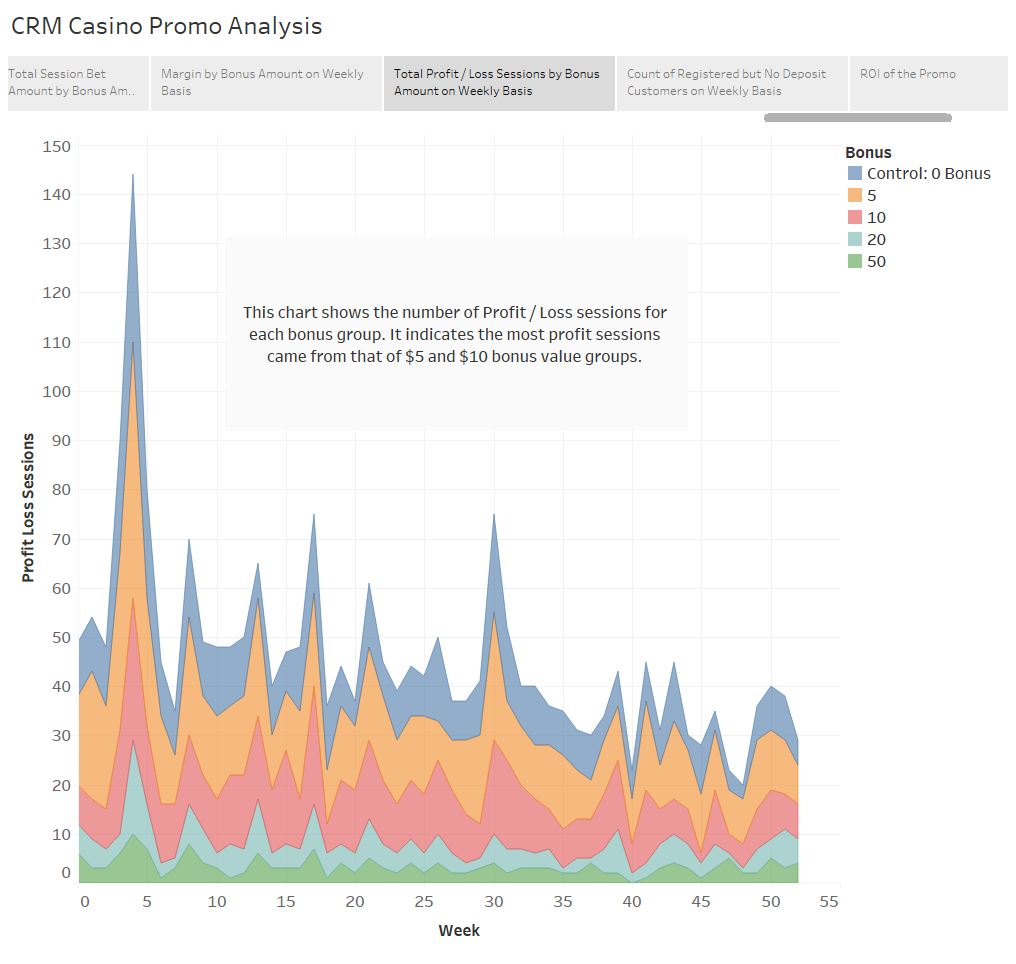 CRM Casino Promo Analysis
Total Session Bet
Amount by Bonus Am..
Margin by Bonus Amount on Weekly
Basis
Total Profit / Loss Sessions by Bonus
Amount on Weekly Basis
Count of Registered but No Deposit
Customers on Weekly Basis
ROI of the Promo
Bonus
Control: 0 Bonus
5
10
20
50
This chart shows the number of Profit / Loss sessions for
each bonus group. It indicates the most profit sessions
came from that of $5 and $10 bonus value groups.
Profit Loss Sessions
150
140
130
120
110
100
90
80
70
60
50
40
30
20
10
0
0 5 10 15 20 25 30 35 40 45 50 55
Week